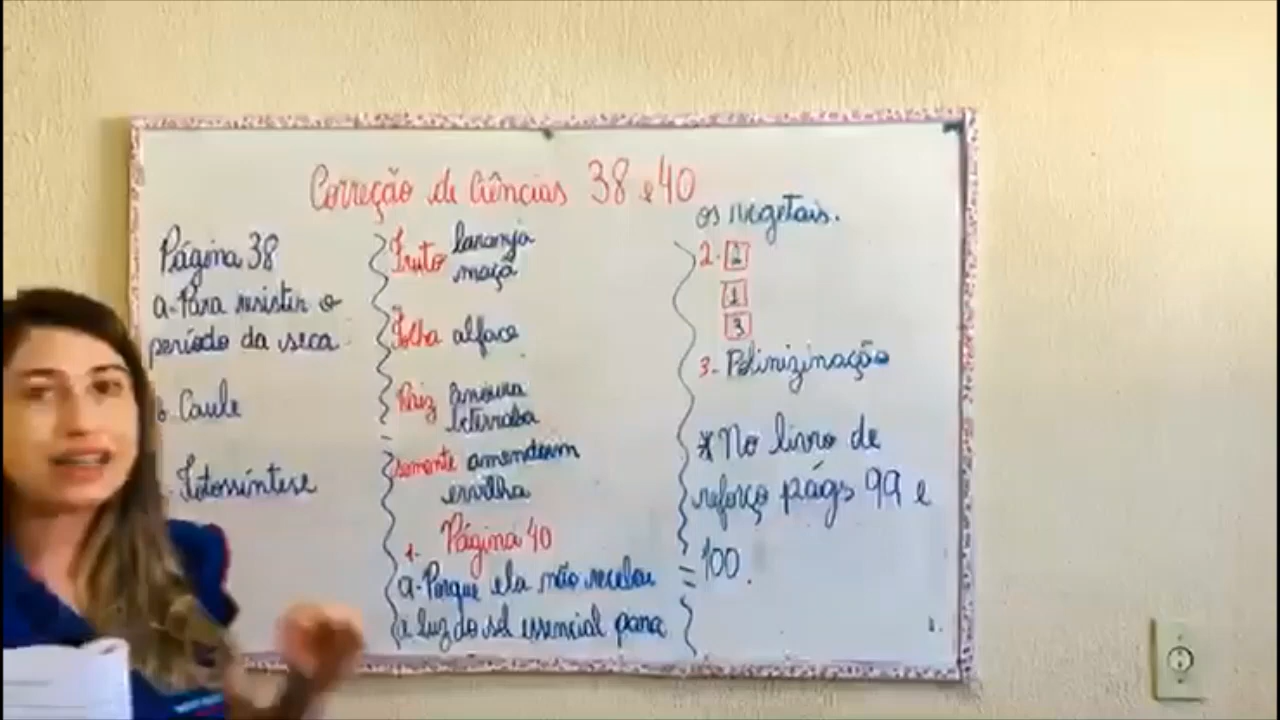 Correção de Ciências 38 e 40
Página 38
a-Para resistir o
período da seca
b. Caule
Fotossíntese
Fruto laranja
maçã
Folha alface
Raiz cenoura
beterraba
semente amendoim
ervilha
Página 40
1.
a-Porque ela não recebeu
a luz do sol essencial para
os vegetais.
2. 2
1
3
3- Polinizinação
*No livro de
reforço págs 99 e
100.